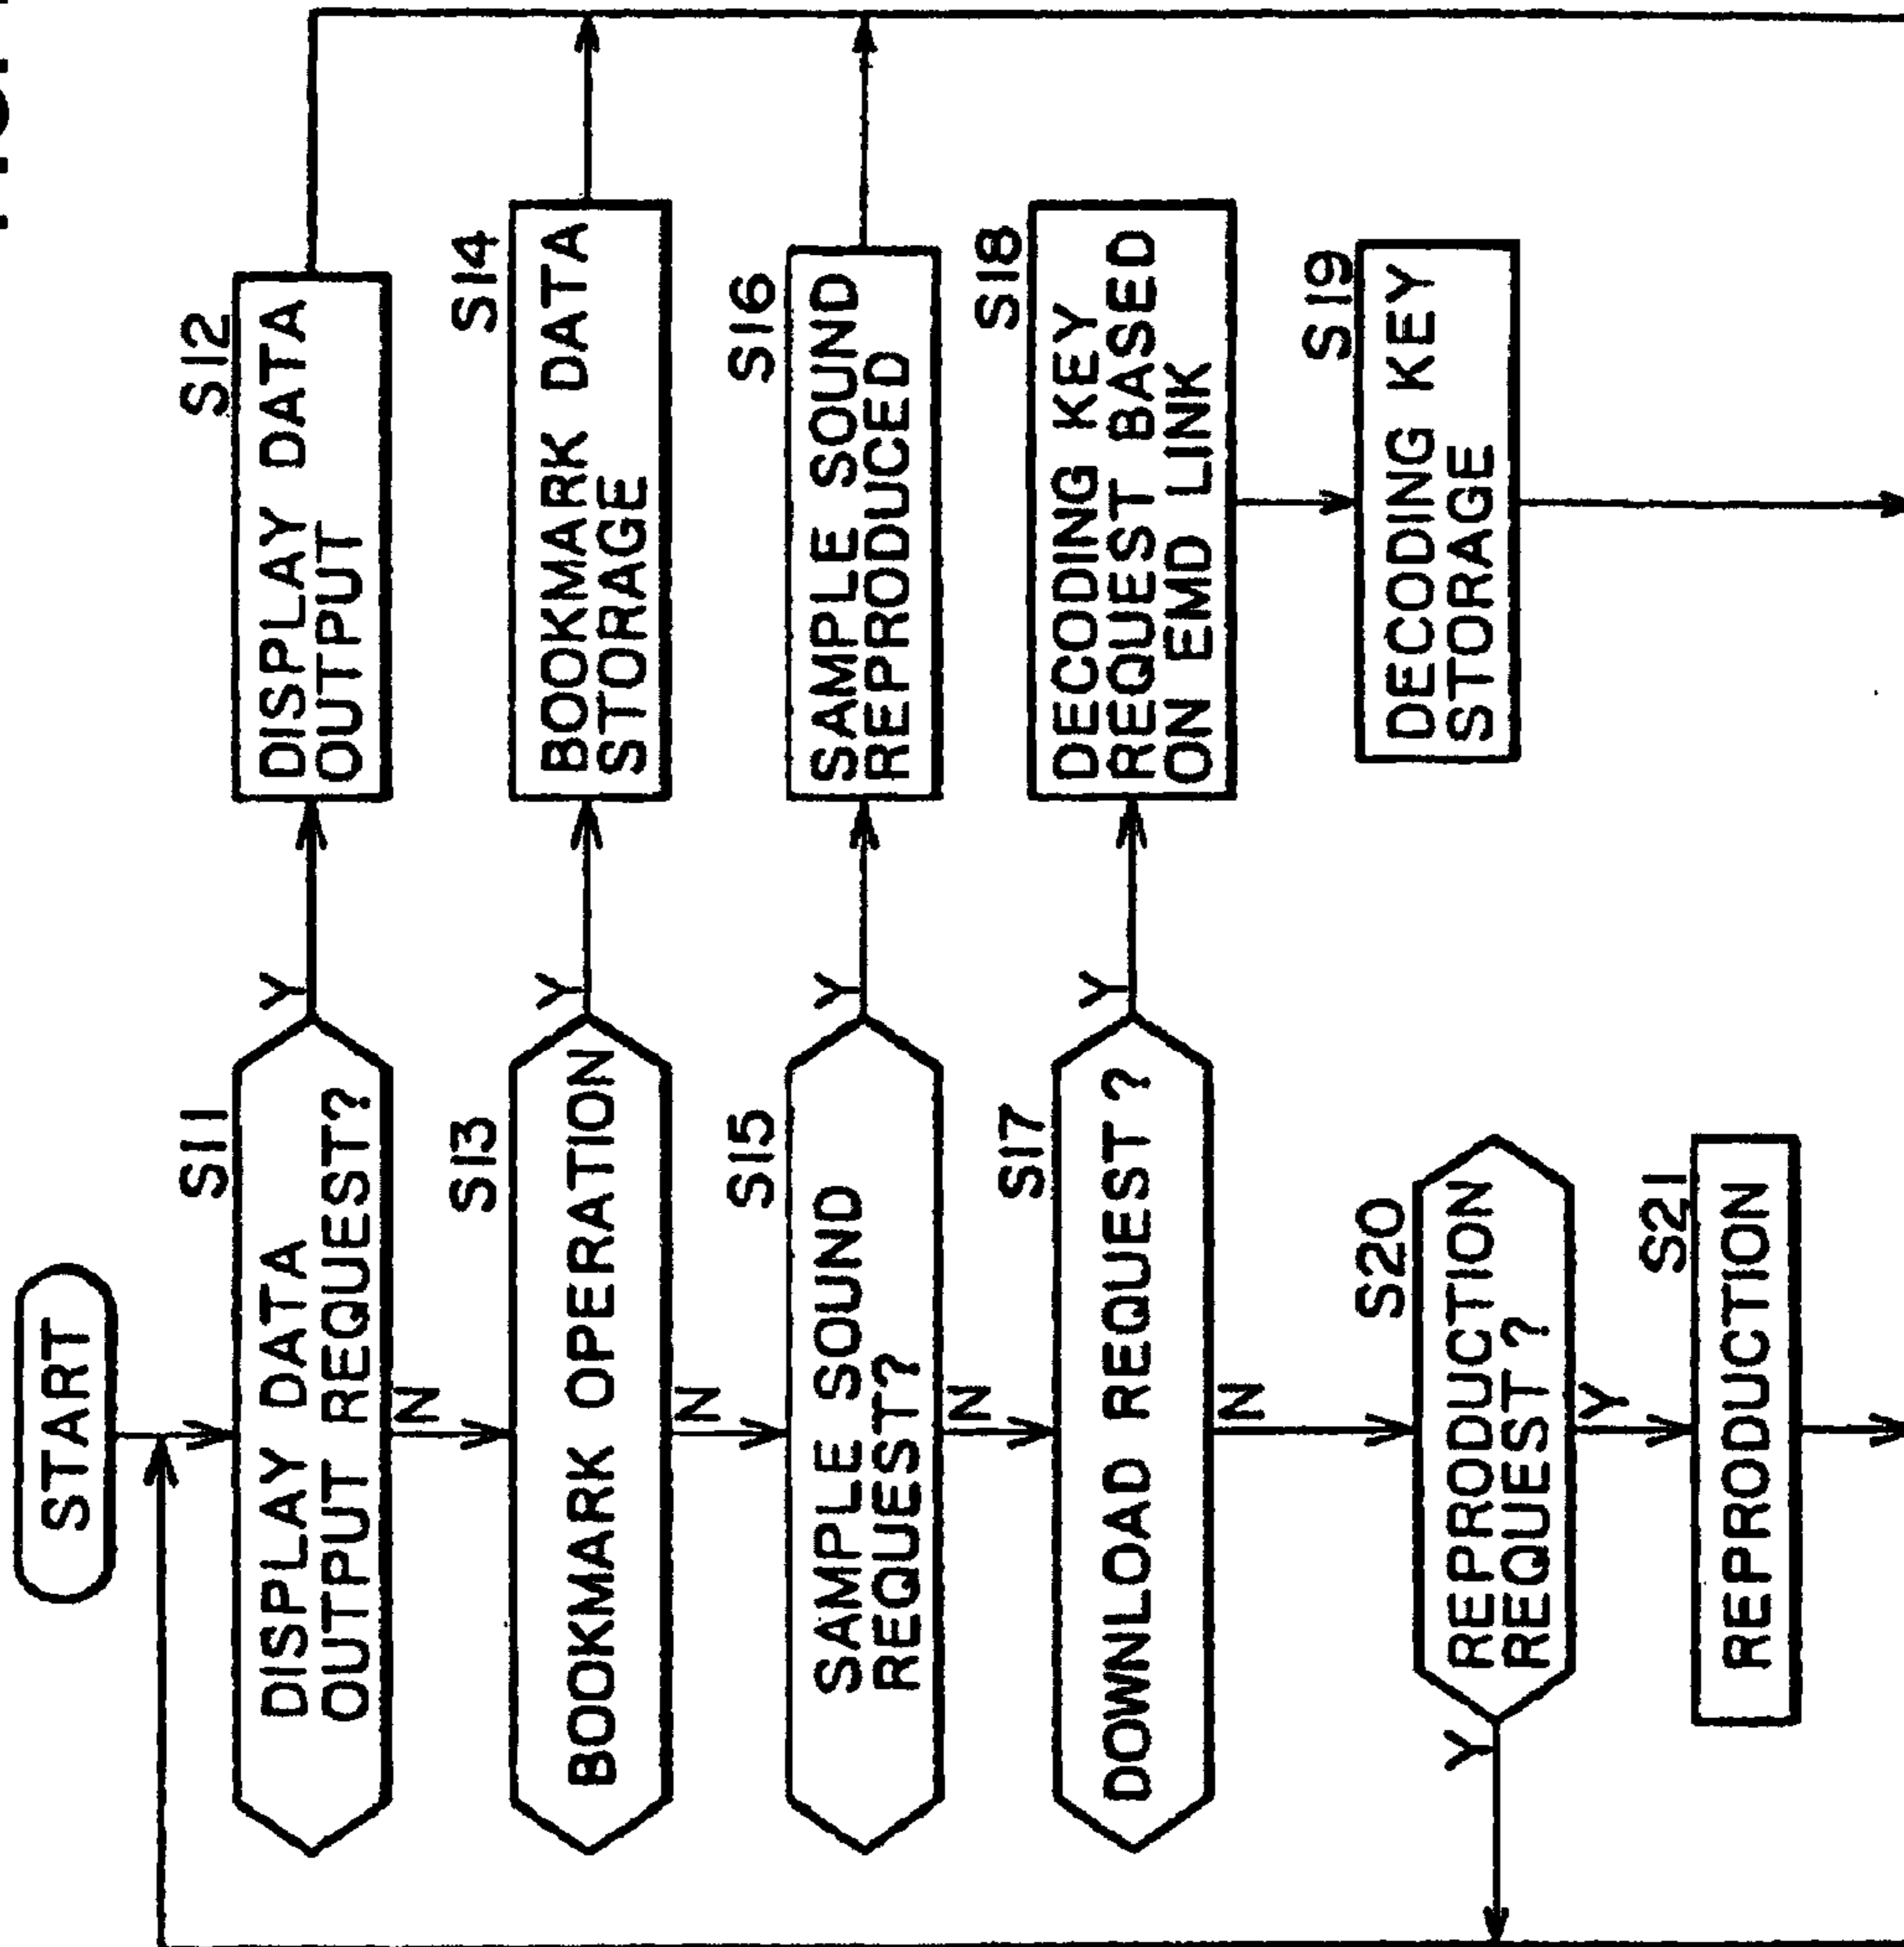 START
S11
DISPLAY DATA
OUTPUT REQUEST?
Y
N
S12
DISPLAY DATA
OUTPUT
S13
BOOKMARK OPERATION
Y
N
S14
BOOKMARK DATA
STORAGE
S15
SAMPLE SOUND
REQUEST?
Y
N
S16
SAMPLE SOUND
REPRODUCED
S17
DOWNLOAD REQUEST?
Y
N
S18
DECODING KEY
REQUEST BASED
ON EMD LINK
S19
DECODING KEY
STORAGE
S20
REPRODUCTION
REQUEST?
Y
Y
S21
REPRODUCTION